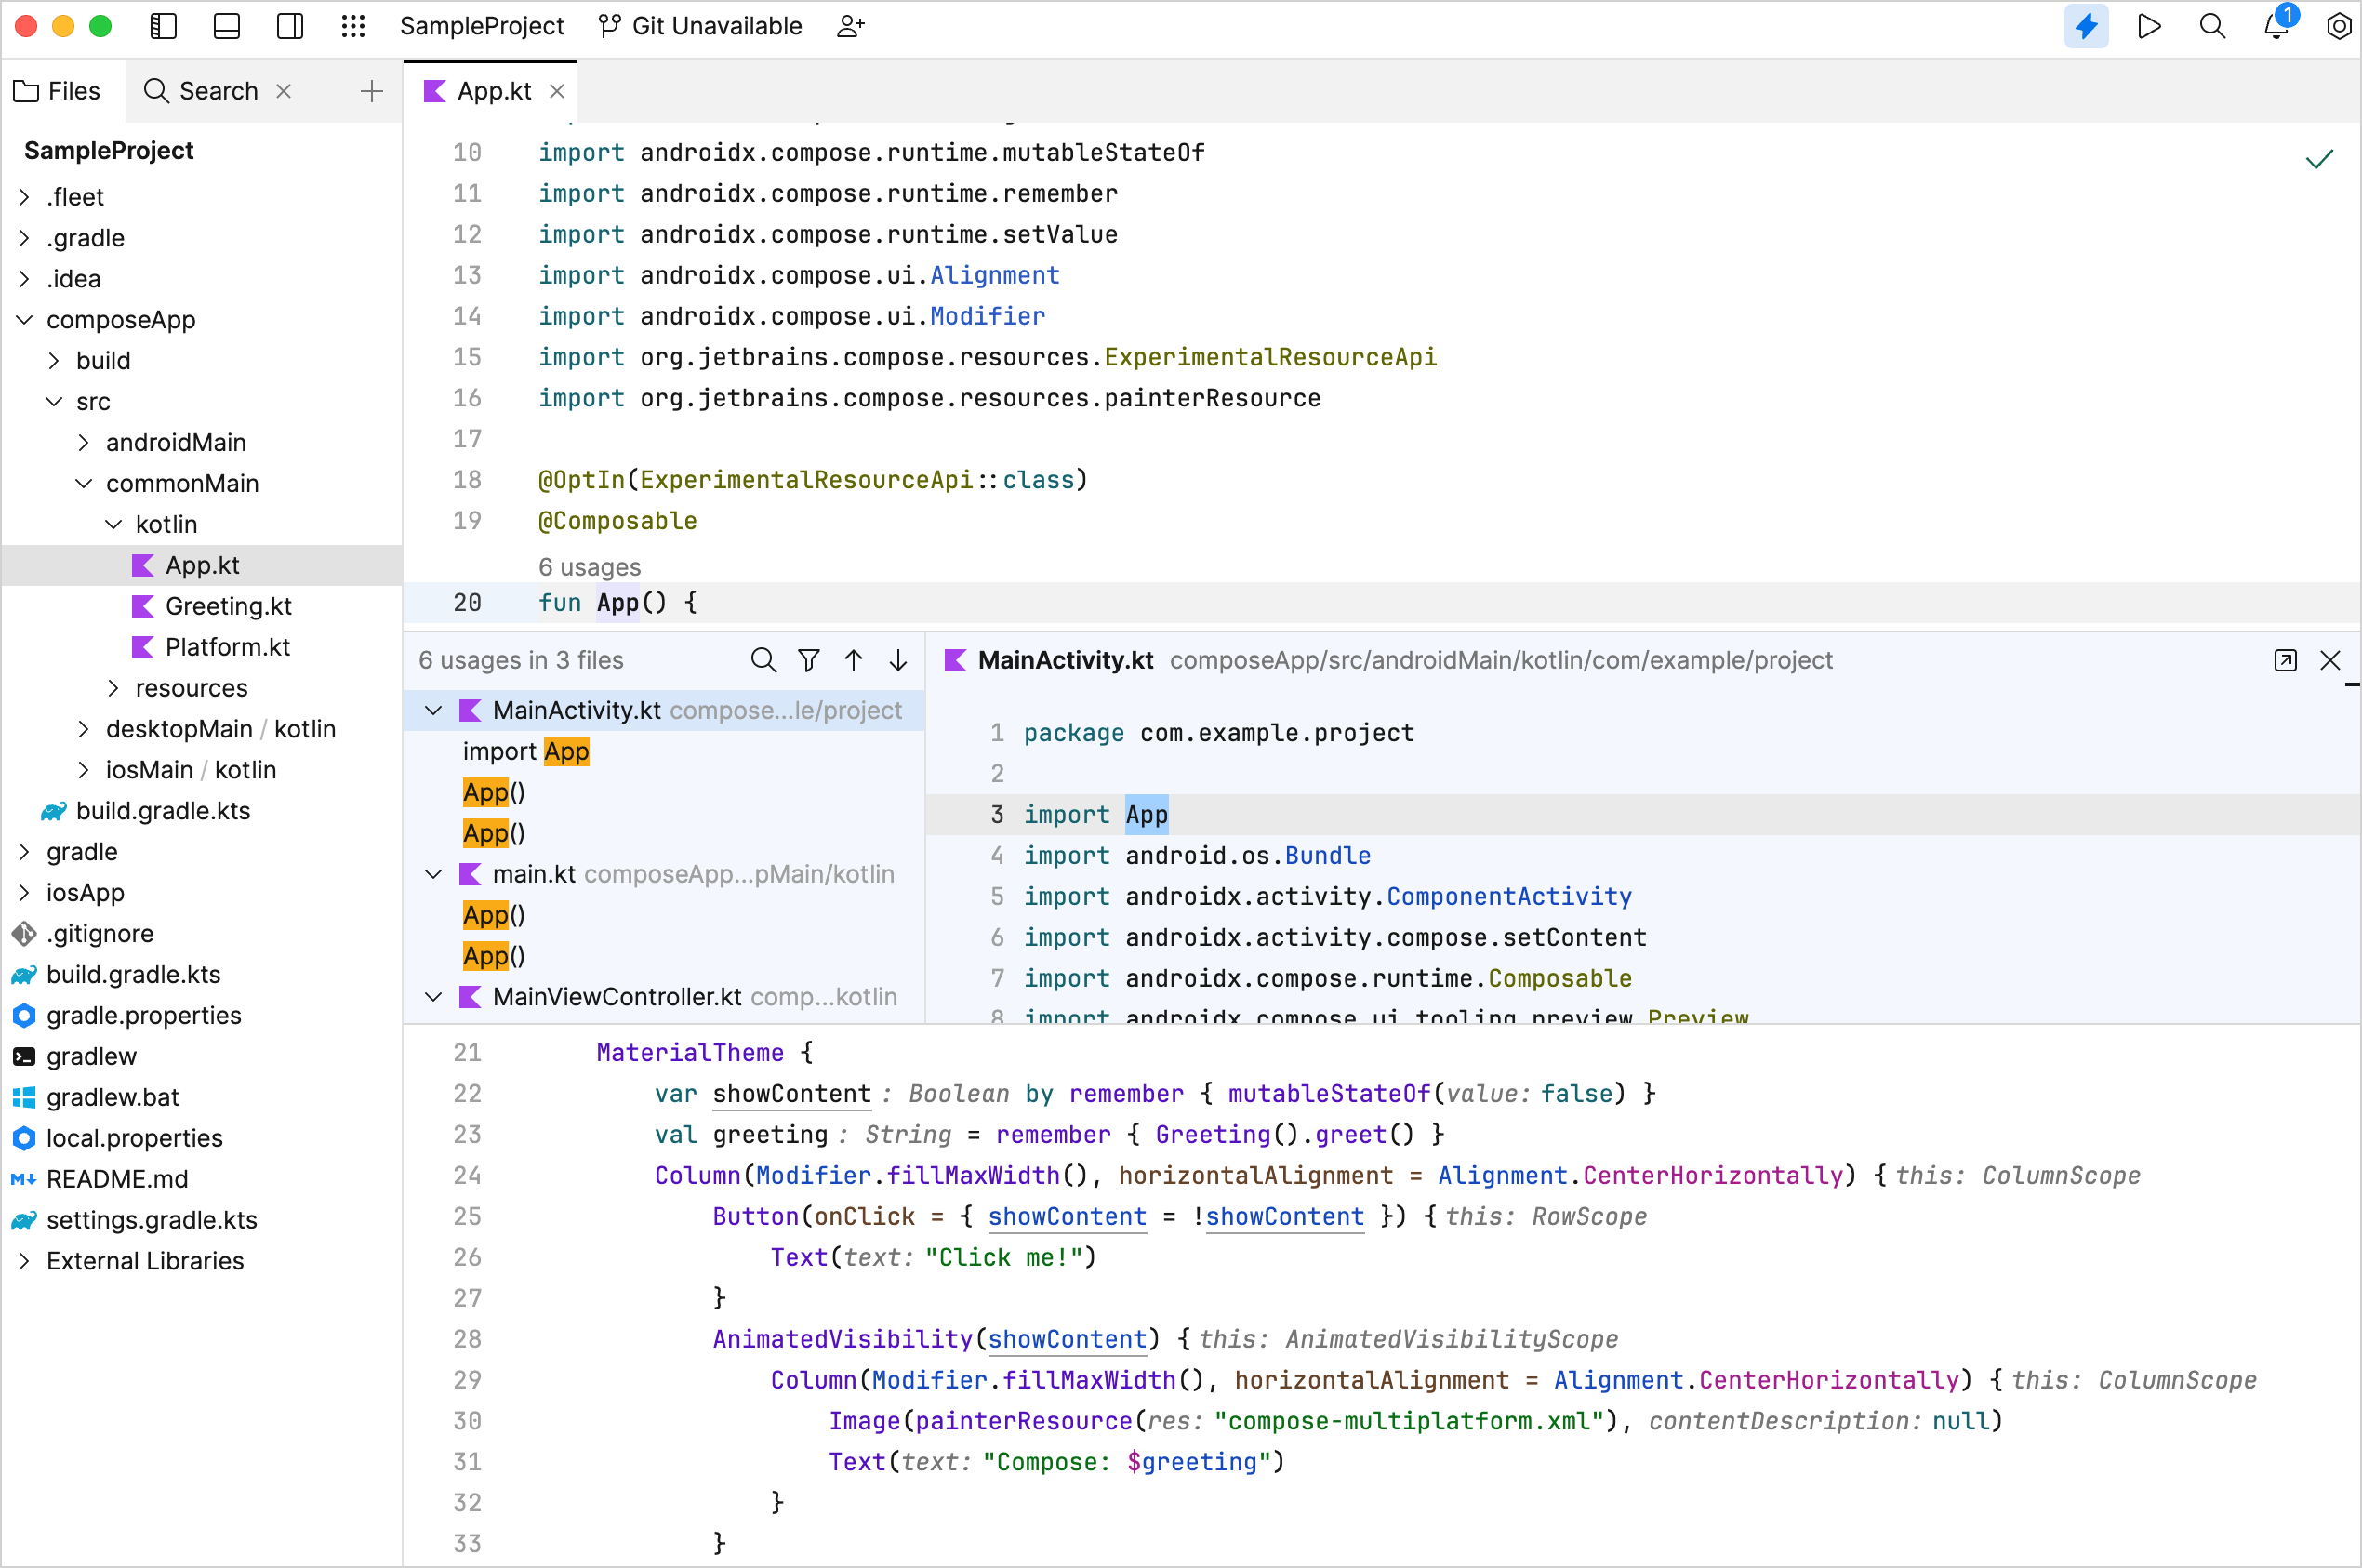 SampleProject
Git Unavailable
1
Files
Search
App.kt
SampleProject
.fleet
.gradle
.idea
composeApp
build
src
androidMain
commonMain
kotlin
App.kt
Greeting.kt
Platform.kt
resources
desktopMain / kotlin
iosMain / kotlin
build.gradle.kts
gradle
iosApp
.gitignore
build.gradle.kts
gradle.properties
gradlew
gradlew.bat
local.properties
README.md
settings.gradle.kts
External Libraries
10 import androidx.compose.runtime.mutableStateOf
11 import androidx.compose.runtime.remember
12 import androidx.compose.runtime.setValue
13 import androidx.compose.ui.Alignment
14 import androidx.compose.ui.Modifier
15 import org.jetbrains.compose.resources.ExperimentalResourceApi
16 import org.jetbrains.compose.resources.painterResource
17
18 @OptIn(ExperimentalResourceApi::class)
19 @Composable
6 usages
20 fun App() {
6 usages in 3 files
MainActivity.kt compose...le/project
import App
App()
App()
main.kt composeApp...pMain/kotlin
App()
App()
MainViewController.kt comp...kotlin
MainActivity.kt composeApp/src/androidMain/kotlin/com/example/project
1 package com.example.project
2
3 import App
4 import android.os.Bundle
5 import androidx.activity.ComponentActivity
6 import androidx.activity.compose.setContent
7 import androidx.compose.runtime.Composable
8 import androidx.compose.ui.tooling.preview.Preview
21 MaterialTheme {
22 var showContent : Boolean by remember { mutableStateOf(value: false) }
23 val greeting : String = remember { Greeting().greet() }
24 Column(Modifier.fillMaxWidth(), horizontalAlignment = Alignment.CenterHorizontally) { this: ColumnScope
25 Button(onClick = { showContent = !showContent }) { this: RowScope
26 Text(text: "Click me!")
27 }
28 AnimatedVisibility(showContent) { this: AnimatedVisibilityScope
29 Column(Modifier.fillMaxWidth(), horizontalAlignment = Alignment.CenterHorizontally) { this: ColumnScope
30 Image(painterResource(res: "compose-multiplatform.xml"), contentDescription: null)
31 Text(text: "Compose: $greeting")
32 }
33 }